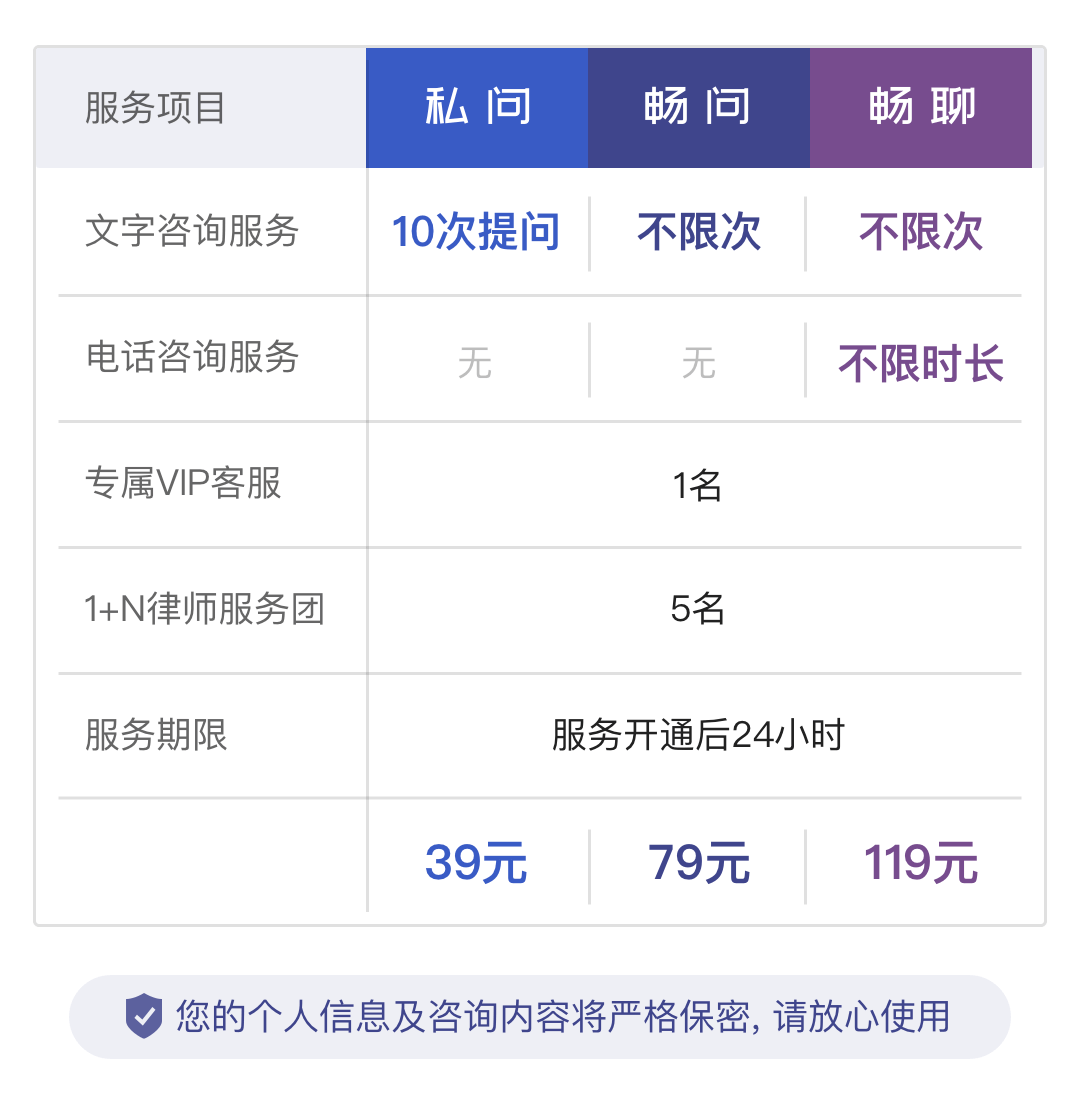 服务项目 私问 畅问 畅聊
文字咨询服务 10次提问 不限次 不限次
电话咨询服务 无 无 不限时长
专属VIP客服 1名
1+N律师服务团 5名
服务期限 服务开通后24小时
39元 79元 119元
您的个人信息及咨询内容将严格保密, 请放心使用